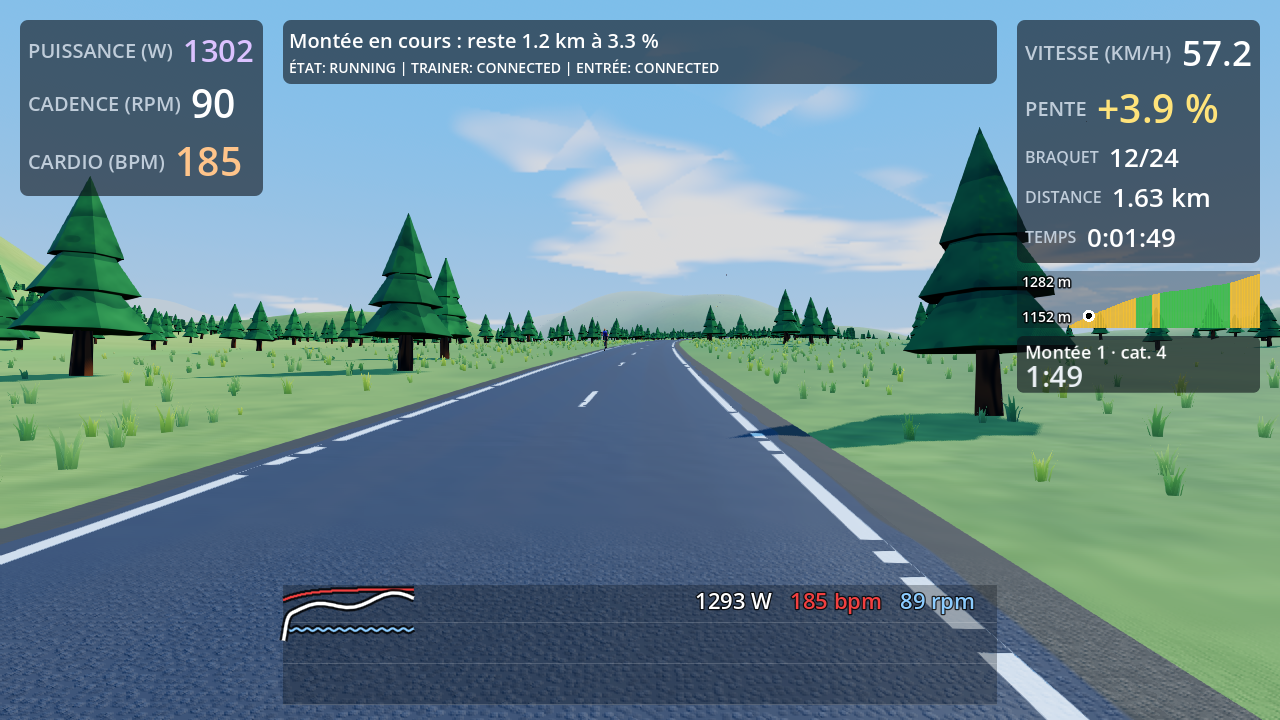 PUISSANCE (W) 1302
CADENCE (RPM) 90
CARDIO (BPM) 185
Montée en cours : reste 1.2 km à 3.3 %
ÉTAT: RUNNING | TRAINER: CONNECTED | ENTRÉE: CONNECTED
VITESSE (KM/H) 57.2
PENTE +3.9 %
BRAQUET 12/24
DISTANCE 1.63 km
TEMPS 0:01:49
1282 m
1152 m
Montée 1 · cat. 4
1:49
1293 W 185 bpm 89 rpm